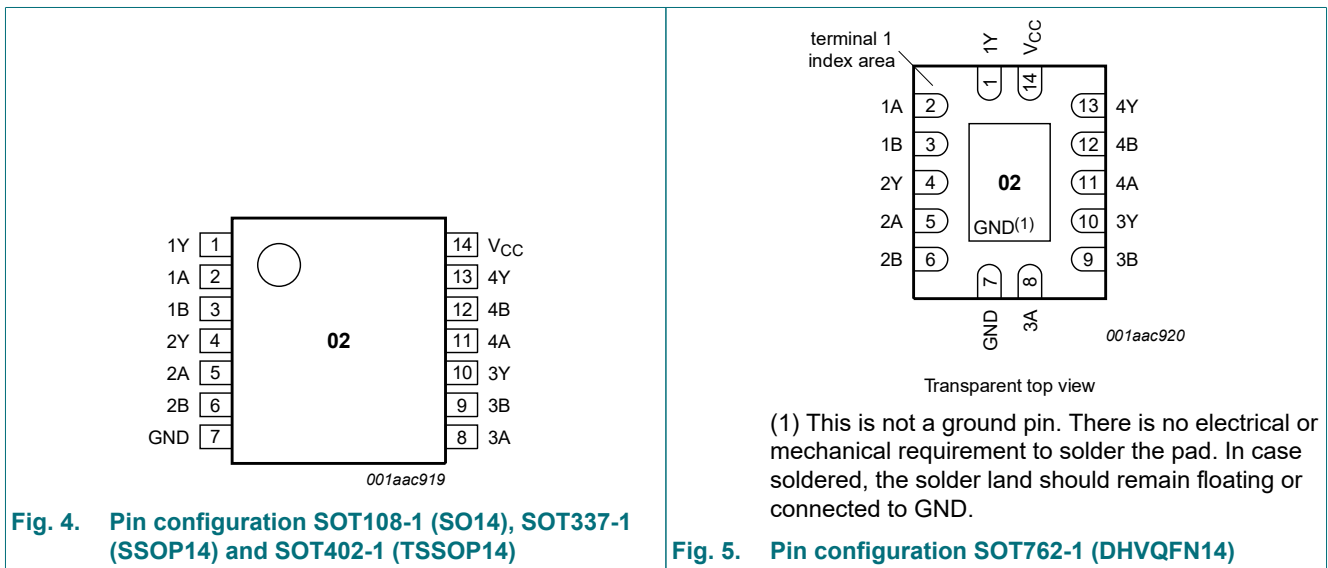 1Y 1
1A 2
1B 3
2Y 4
2A 5
2B 6
GND 7
02
14 VCC
13 4Y
12 4B
11 4A
10 3Y
9 3B
8 3A
001aac919
Fig. 4. Pin configuration SOT108-1 (SO14), SOT337-1
(SSOP14) and SOT402-1 (TSSOP14)
terminal 1
index area
1Y
VCC
1
14
1A 2
1B 3
2Y 4
2A 5
2B 6
02
GND(1)
13 4Y
12 4B
11 4A
10 3Y
9 3B
7
8
GND
3A
001aac920
Transparent top view
(1) This is not a ground pin. There is no electrical or
mechanical requirement to solder the pad. In case
soldered, the solder land should remain floating or
connected to GND.
Fig. 5. Pin configuration SOT762-1 (DHVQFN14)